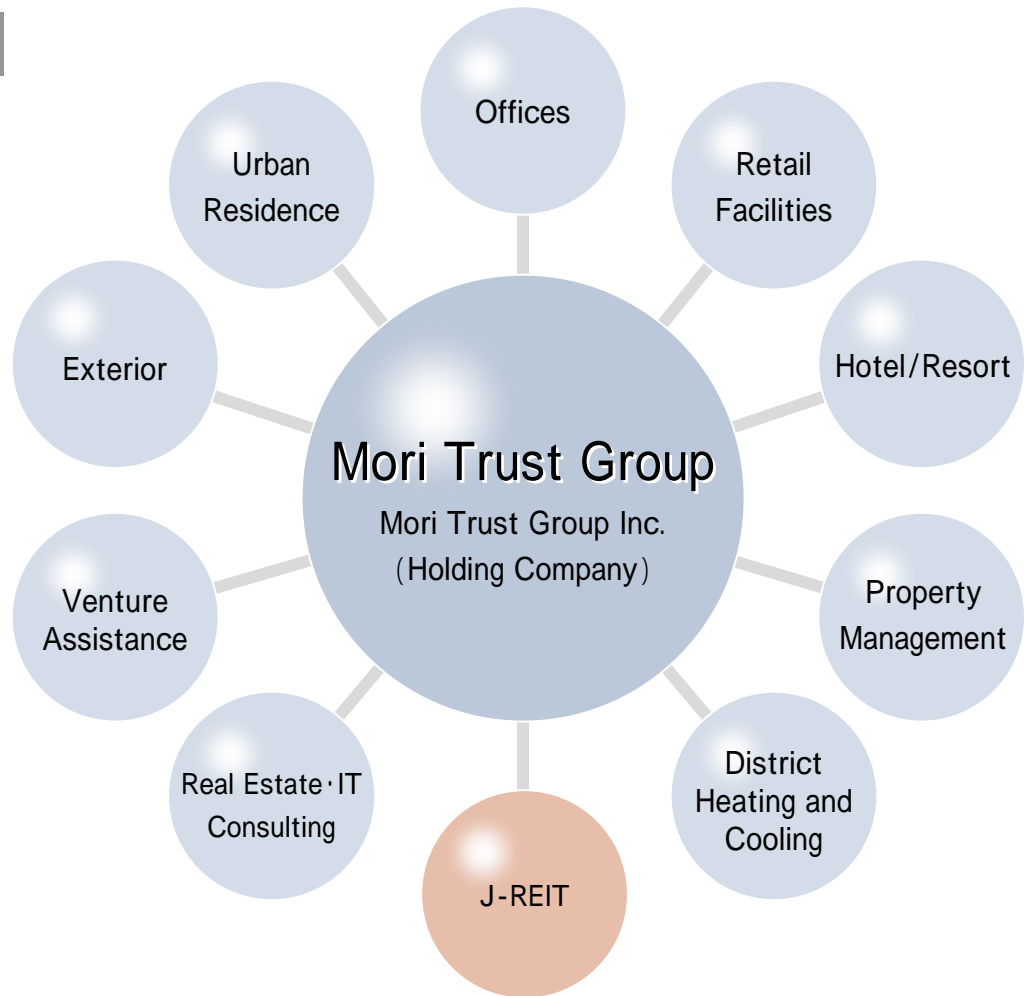 Offices
Urban
Residence
Retail
Facilities
Exterior
Hotel/Resort
Mori Trust Group
Mori Trust Group Inc.
(Holding Company)
Venture
Assistance
Property
Management
Real Estate・IT
Consulting
District
Heating and
Cooling
J-REIT